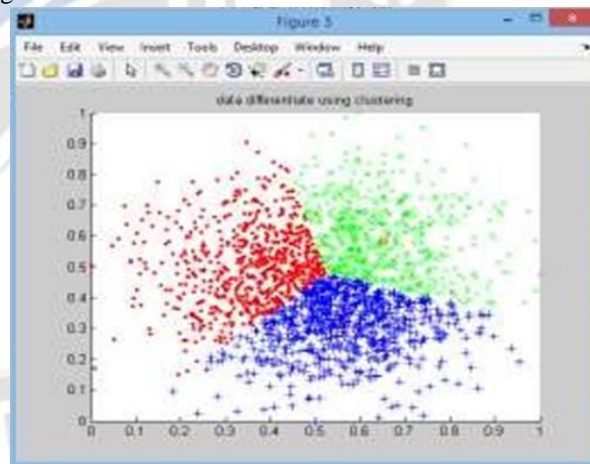 Figure 3
File Edit View Insert Tools Desktop Window Help
data differentiate using clustering
1
0.9
0.8
0.7
0.6
0.5
0.4
0.3
0.2
0.1
0
0 0.1 0.2 0.3 0.4 0.5 0.6 0.7 0.8 0.9 1